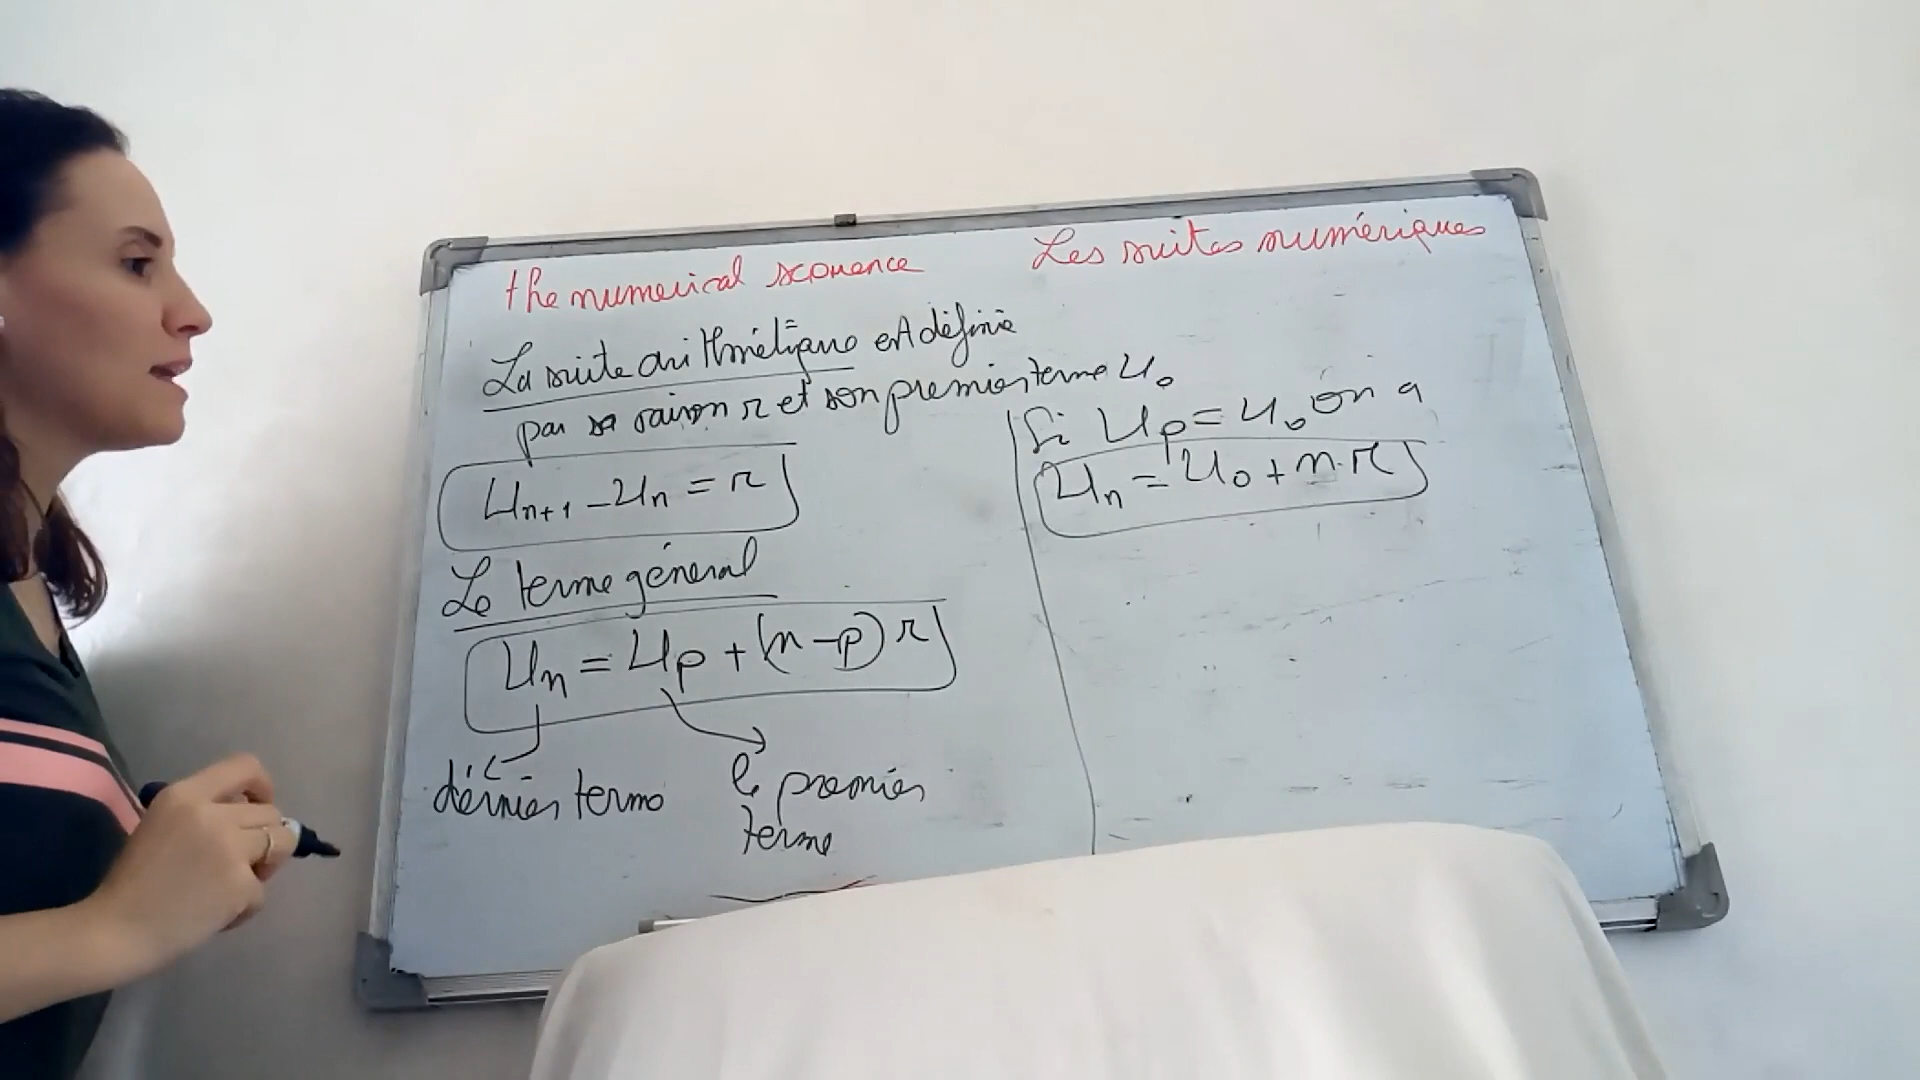 the numerical scouence
Les suites numériques
La suite arithmétique est définie
par sa raison r et son premier terme U₀
Uₙ₊₁ - Uₙ = r
Le terme général
Uₙ = Uₚ + (n-p) r
dernier terme
le premier
terme
Si Uₚ = U₀ on a
Uₙ = U₀ + n.r